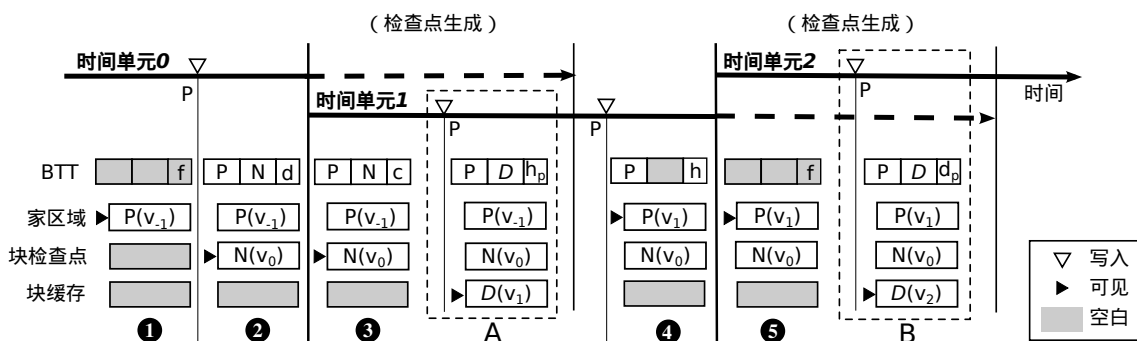 （检查点生成） （检查点生成）
时间单元0 时间单元2
P P 时间
时间单元1
P P
BTT f P N d P N c P D hp P h f P D dp
家区域 P(v-1) P(v-1) P(v-1) P(v-1) P(v1) P(v1) P(v1)
块检查点 N(v0) N(v0) N(v0) N(v0) N(v0) N(v0)
块缓存 D(v1) D(v2)
❶ ❷ ❸ A ❹ ❺ B
写入
可见
空白